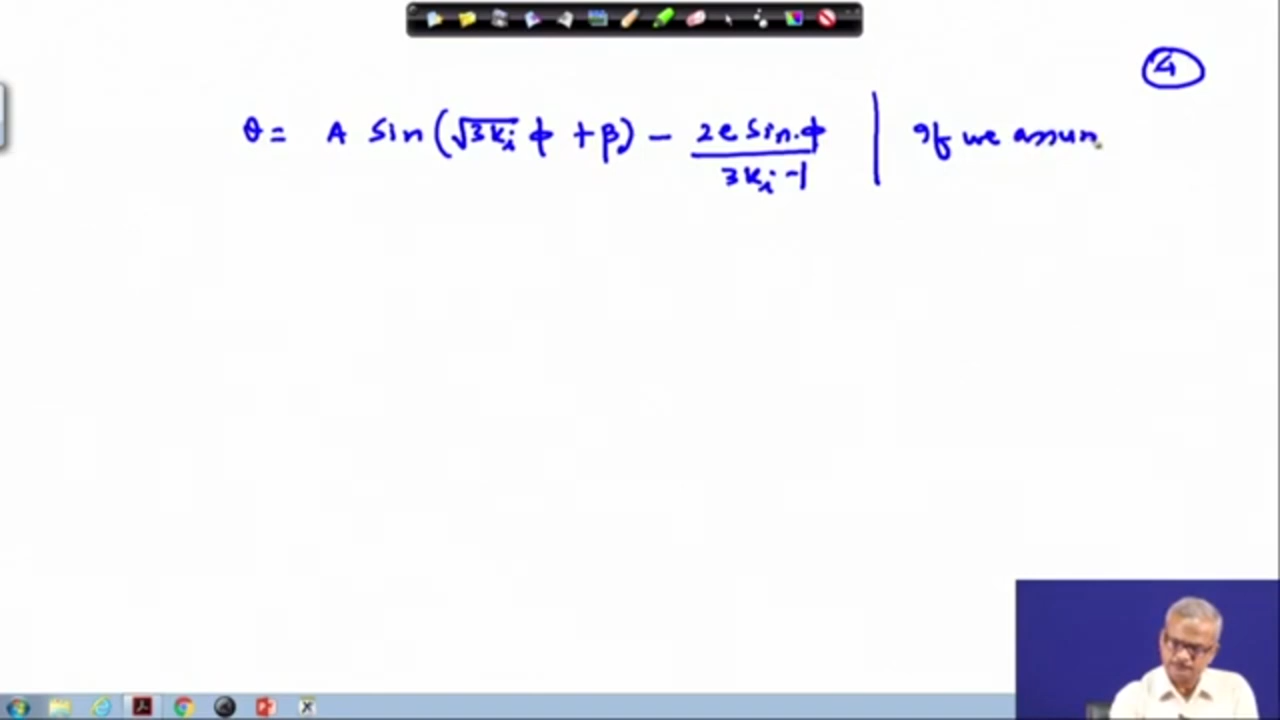 4
θ = A Sin(√3kᵢ φ + β) − 2e Sin.φ / 3kᵢ−1 | If we assum